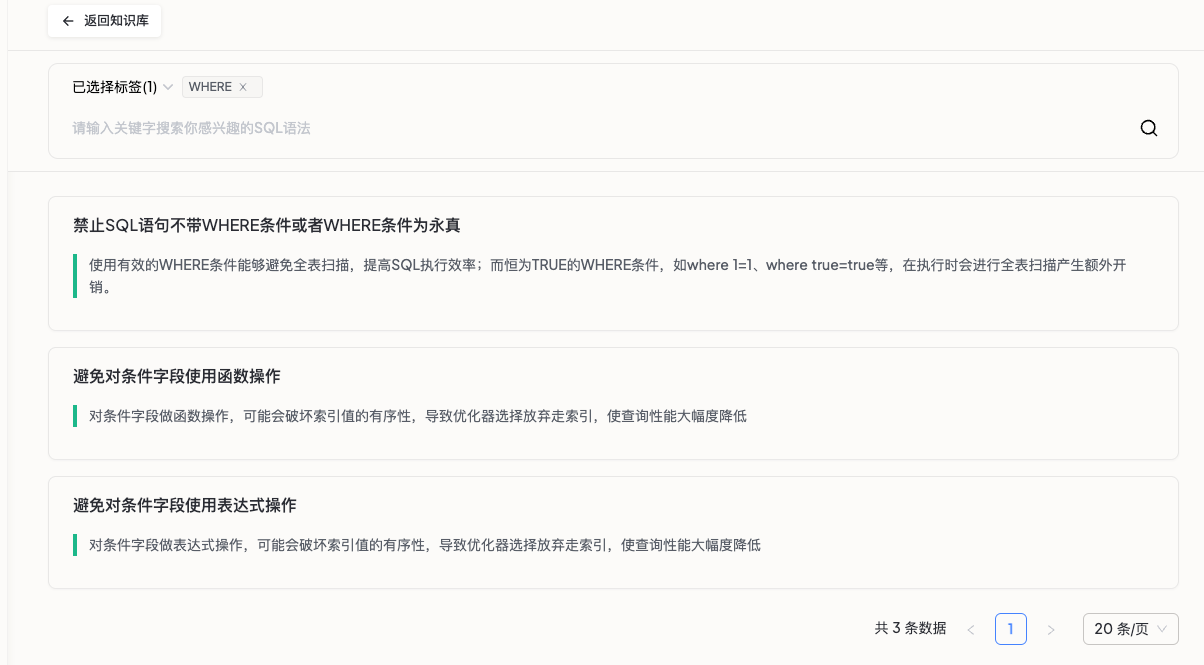 返回知识库
已选择标签(1) WHERE
请输入关键字搜索你感兴趣的SQL语法
禁止SQL语句不带WHERE条件或者WHERE条件为永真
使用有效的WHERE条件能够避免全表扫描，提高SQL执行效率；而恒为TRUE的WHERE条件，如where 1=1、where true=true等，在执行时会进行全表扫描产生额外开
销。
避免对条件字段使用函数操作
对条件字段做函数操作，可能会破坏索引值的有序性，导致优化器选择放弃走索引，使查询性能大幅度降低
避免对条件字段使用表达式操作
对条件字段做表达式操作，可能会破坏索引值的有序性，导致优化器选择放弃走索引，使查询性能大幅度降低
共 3 条数据 1 20 条/页